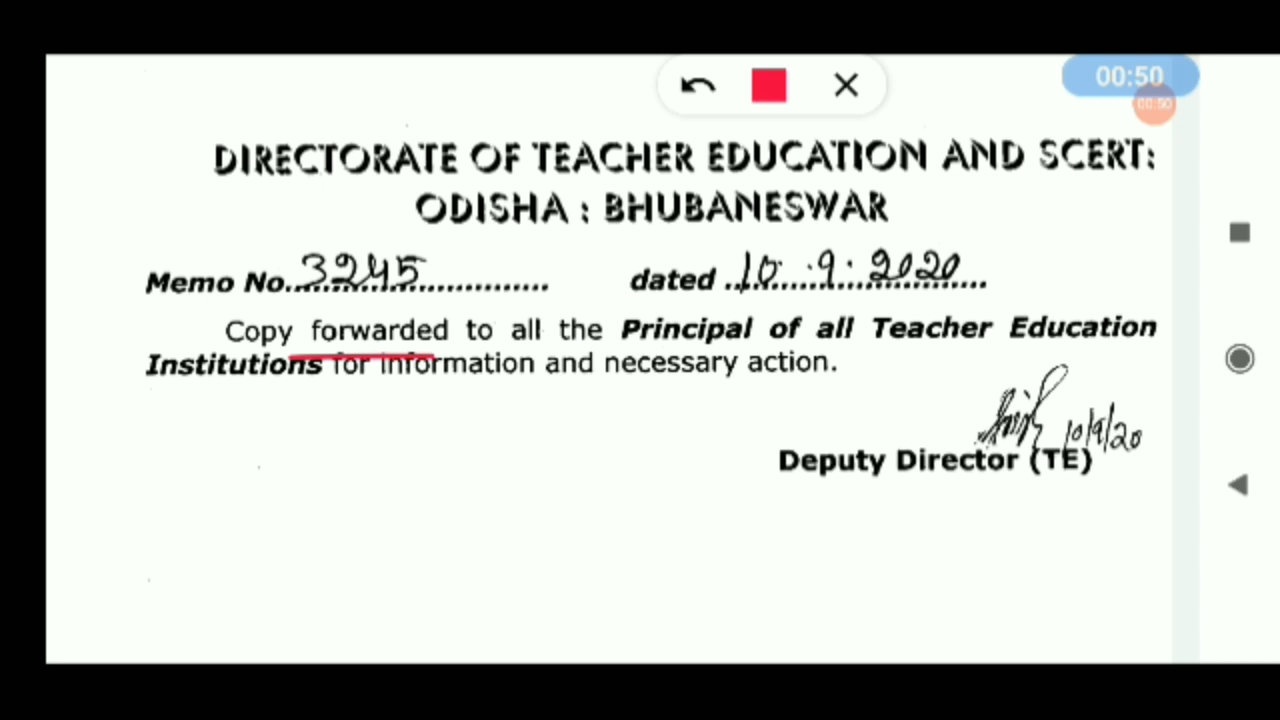 00:50
00:50
DIRECTORATE OF TEACHER EDUCATION AND SCERT:
ODISHA : BHUBANESWAR
Memo No..3245............................ dated ..10.9.2020............
Copy forwarded to all the Principal of all Teacher Education
Institutions for information and necessary action.
10/9/20
Deputy Director (TE)